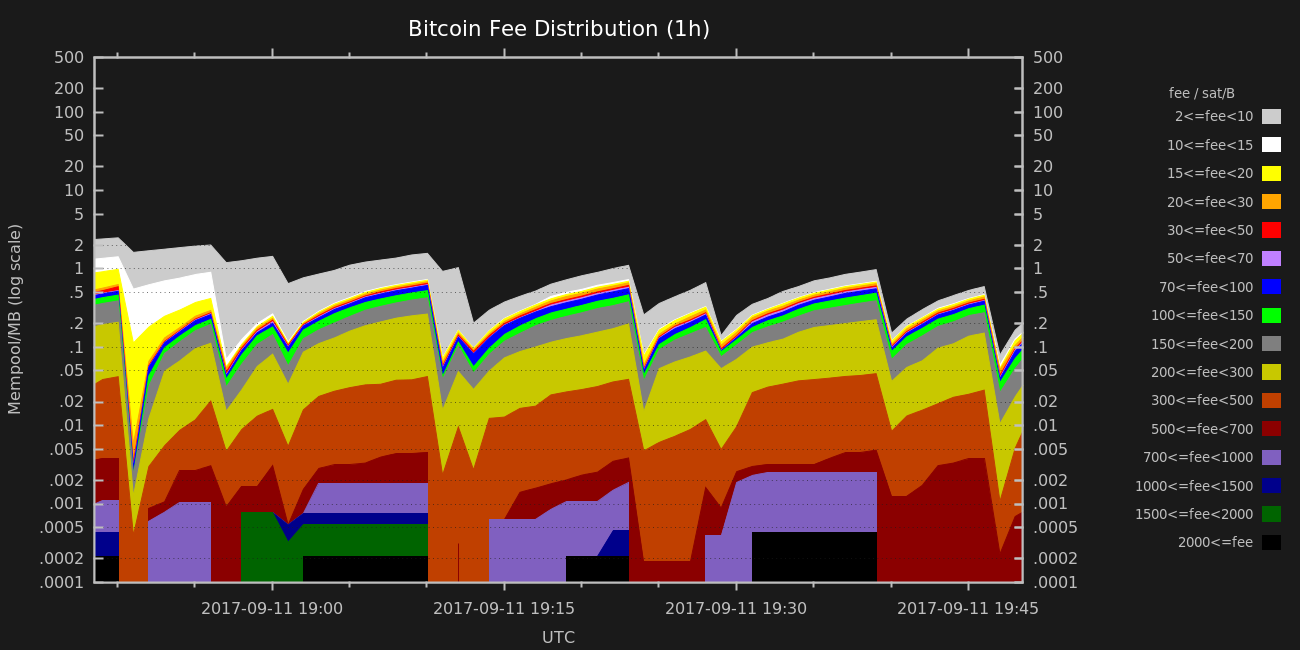 Bitcoin Fee Distribution (1h)
Mempool/MB (log scale)
500
200
100
50
20
10
5
2
1
.5
.2
.1
.05
.02
.01
.005
.002
.001
.0005
.0002
.0001
500
200
100
50
20
10
5
2
1
.5
.2
.1
.05
.02
.01
.005
.002
.001
.0005
.0002
.0001
2017-09-11 19:00
2017-09-11 19:15
2017-09-11 19:30
2017-09-11 19:45
UTC
fee / sat/B
2<=fee<10
10<=fee<15
15<=fee<20
20<=fee<30
30<=fee<50
50<=fee<70
70<=fee<100
100<=fee<150
150<=fee<200
200<=fee<300
300<=fee<500
500<=fee<700
700<=fee<1000
1000<=fee<1500
1500<=fee<2000
2000<=fee